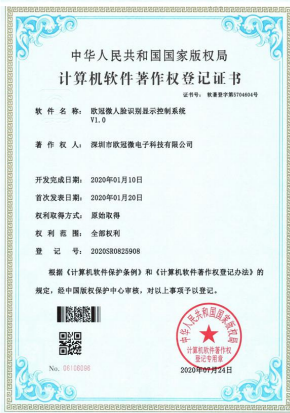 中华人民共和国国家版权局
计算机软件著作权登记证书
证书号： 软著登字第5704804号
软件名称： 欧冠微人脸识别显示控制系统
V1.0
著作权人： 深圳市欧冠微电子科技有限公司
开发完成日期： 2020年01月10日
首次发表日期： 2020年01月20日
权利取得方式： 原始取得
权利范围： 全部权利
登记号： 2020SR0825908
根据《计算机软件保护条例》和《计算机软件著作权登记办法》的
规定，经中国版权保护中心审核，对以上事项予以登记。
中华人民共和国国家版权局
计算机软件著作权
登记专用章
No.
2020年07月24日